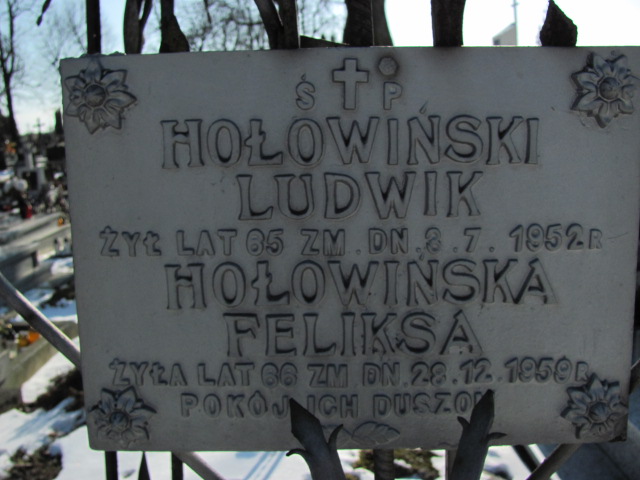 Ś P
HOŁOWIŃSKI
LUDWIK
ŻYŁ LAT 65 ZM. DN. 8. 7. 1952 R
HOŁOWIŃSKA
FELIKSA
ŻYŁA LAT 66 ZM DN. 28. 12. R
POKÓJ ICH DUSZOM